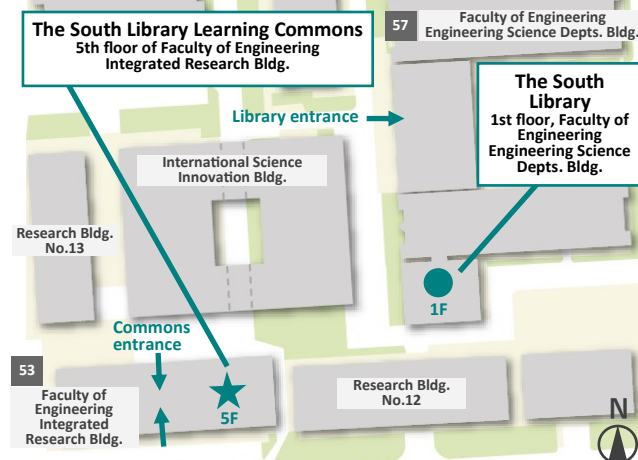 The South Library Learning Commons
5th floor of Faculty of Engineering
Integrated Research Bldg.
57
Faculty of Engineering
Engineering Science Depts. Bldg.
The South
Library
1st floor, Faculty of
Engineering
Engineering Science
Depts. Bldg.
Library entrance
International Science
Innovation Bldg.
Research Bldg.
No.13
1F
Commons
entrance
53
Faculty of
Engineering
Integrated
Research Bldg.
5F
Research Bldg.
No.12
N